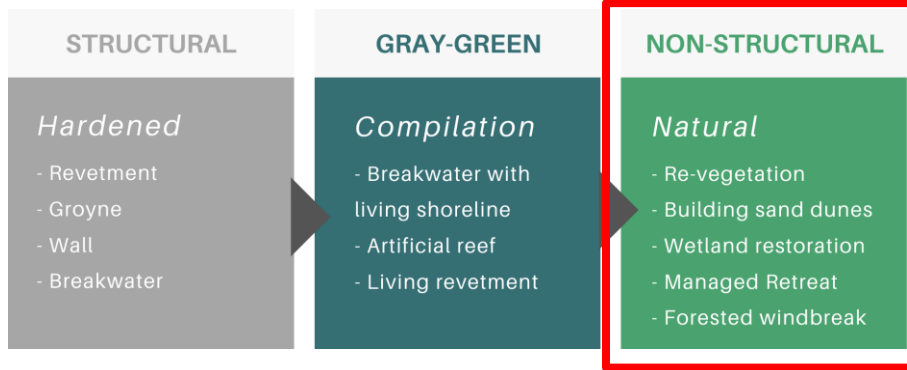 STRUCTURAL
Hardened
- Revetment
- Groyne
- Wall
- Breakwater
GRAY-GREEN
Compilation
- Breakwater with
living shoreline
- Artificial reef
- Living revetment
NON-STRUCTURAL
Natural
- Re-vegetation
- Building sand dunes
- Wetland restoration
- Managed Retreat
- Forested windbreak